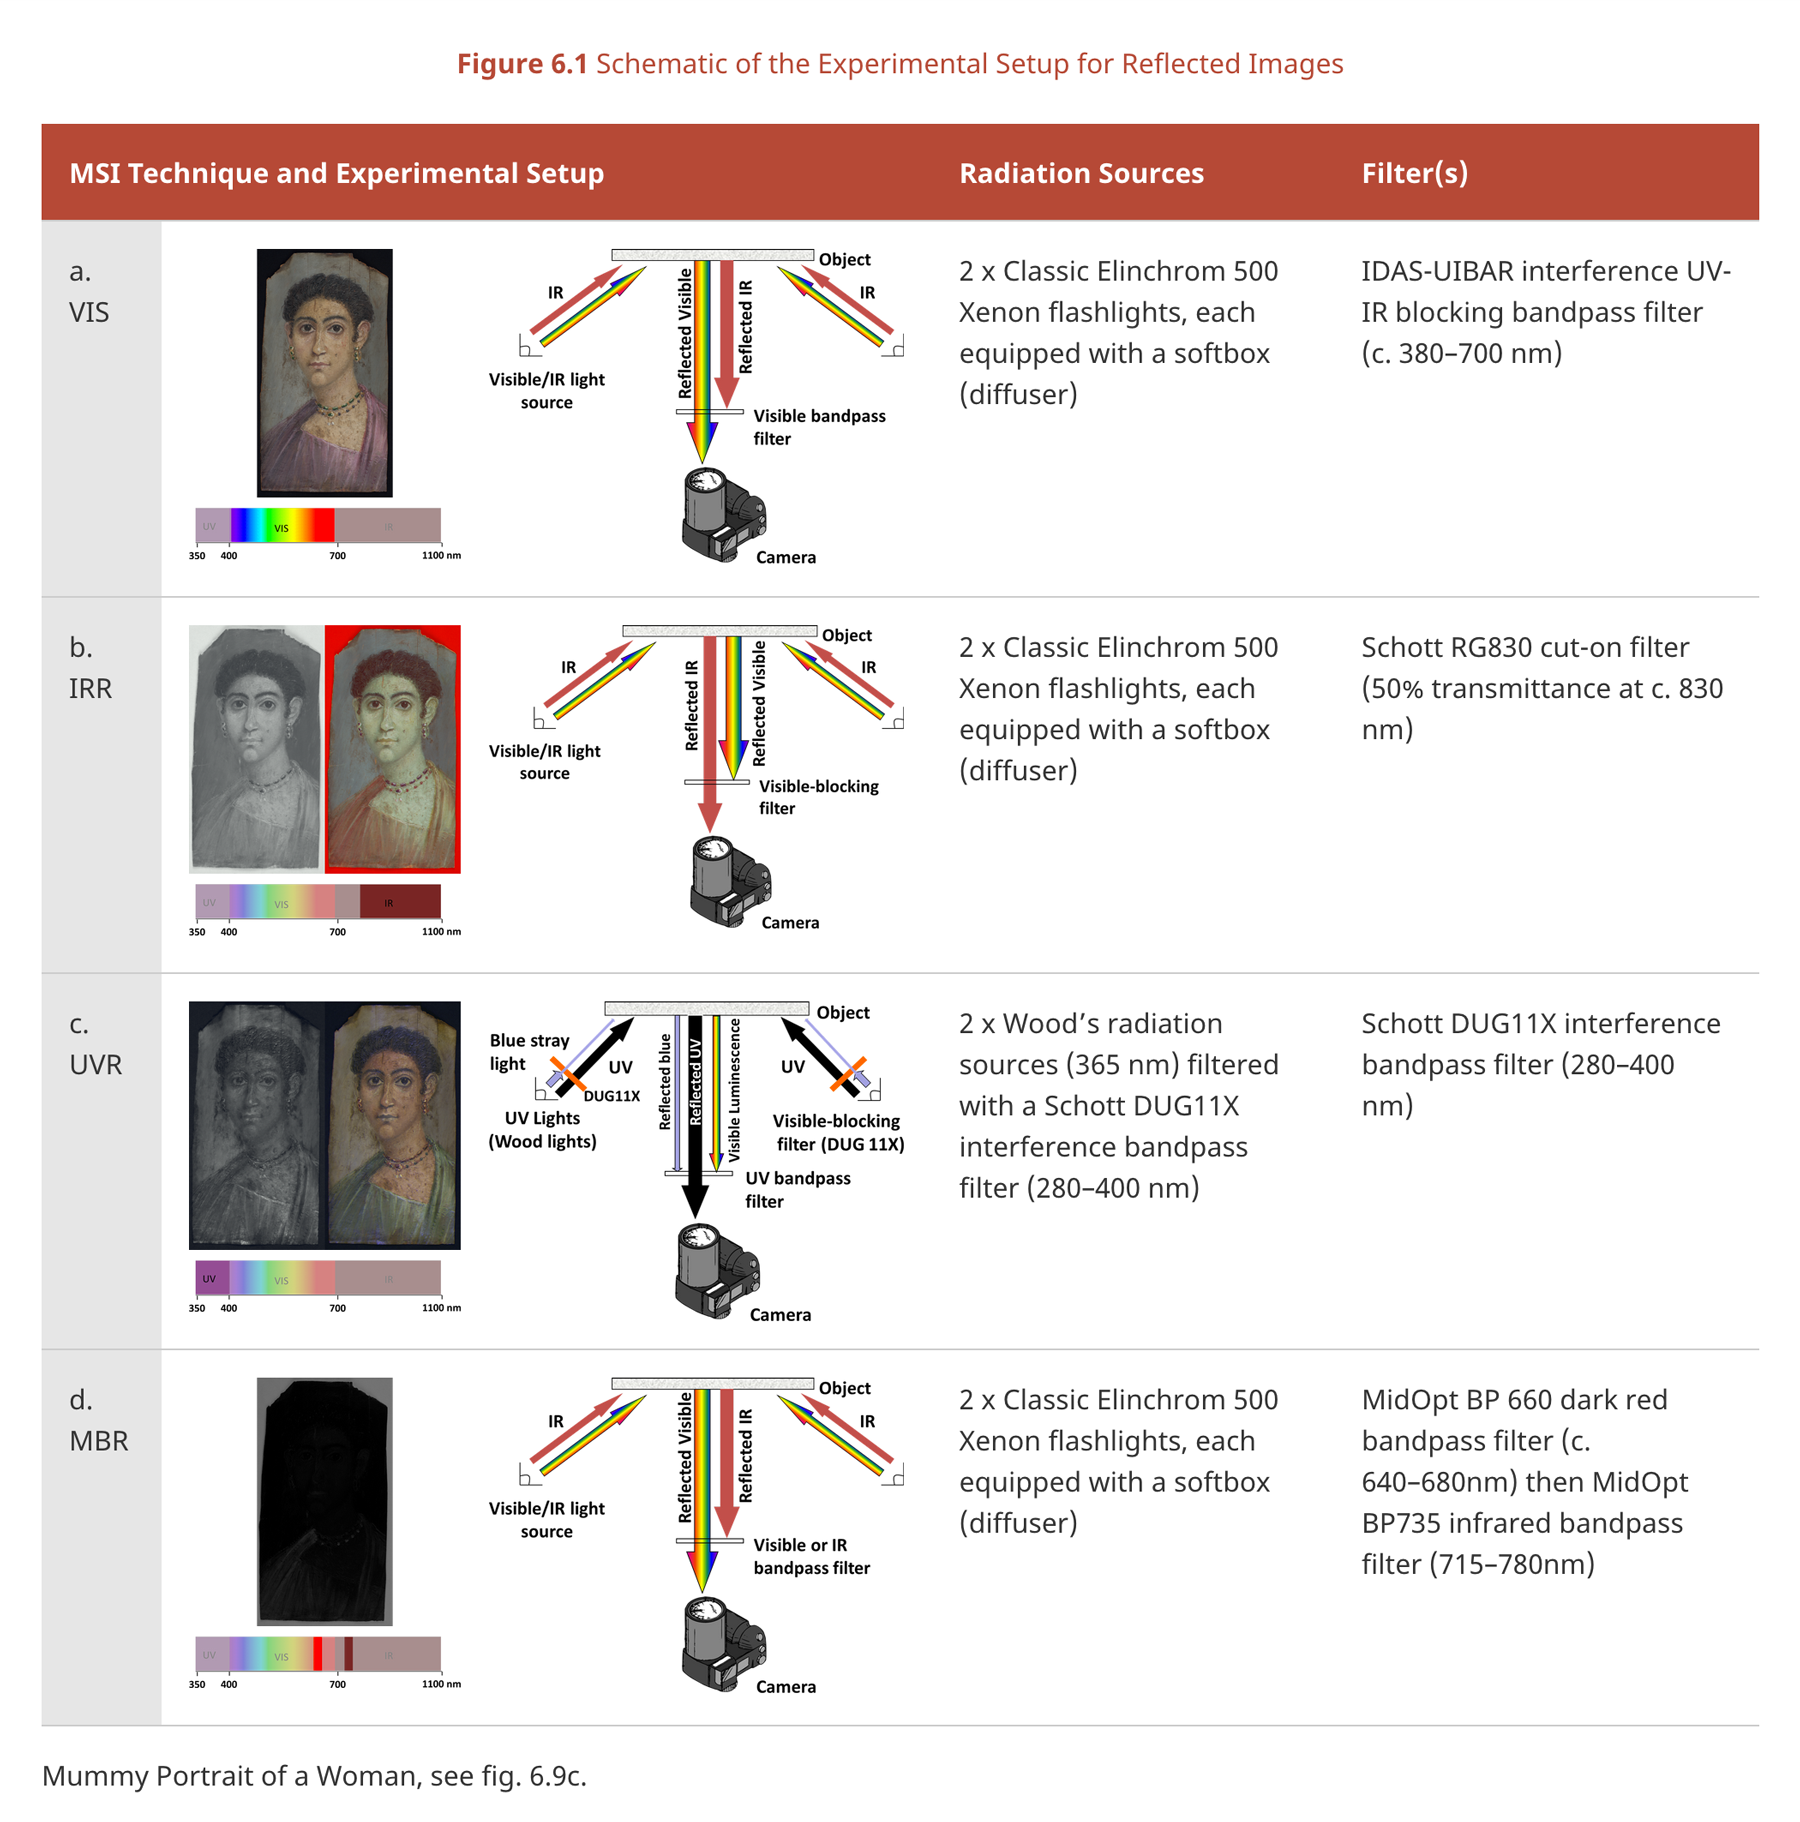 Figure 6.1 Schematic of the Experimental Setup for Reflected Images
MSI Technique and Experimental Setup
Radiation Sources
Filter(s)
a.
VIS
UV
VIS
IR
350
400
700
1100 nm
Object
IR
IR
Reflected Visible
Reflected IR
Visible/IR light
source
Visible bandpass
filter
Camera
2 x Classic Elinchrom 500
Xenon flashlights, each
equipped with a softbox
(diffuser)
IDAS-UIBAR interference UV-
IR blocking bandpass filter
(c. 380–700 nm)
b.
IRR
UV
VIS
IR
350
400
700
1100 nm
Object
IR
IR
Reflected IR
Reflected Visible
Visible/IR light
source
Visible-blocking
filter
Camera
2 x Classic Elinchrom 500
Xenon flashlights, each
equipped with a softbox
(diffuser)
Schott RG830 cut-on filter
(50% transmittance at c. 830
nm)
c.
UVR
UV
VIS
IR
350
400
700
1100 nm
Object
Blue stray
light
UV
DUG11X
UV Lights
(Wood lights)
Reflected blue
Reflected UV
Visible Luminescence
UV
Visible-blocking
filter (DUG 11X)
UV bandpass
filter
Camera
2 x Wood’s radiation
sources (365 nm) filtered
with a Schott DUG11X
interference bandpass
filter (280–400 nm)
Schott DUG11X interference
bandpass filter (280–400
nm)
d.
MBR
UV
VIS
IR
350
400
700
1100 nm
Object
IR
IR
Reflected Visible
Reflected IR
Visible/IR light
source
Visible or IR
bandpass filter
Camera
2 x Classic Elinchrom 500
Xenon flashlights, each
equipped with a softbox
(diffuser)
MidOpt BP 660 dark red
bandpass filter (c.
640–680nm) then MidOpt
BP735 infrared bandpass
filter (715–780nm)
Mummy Portrait of a Woman, see fig. 6.9c.